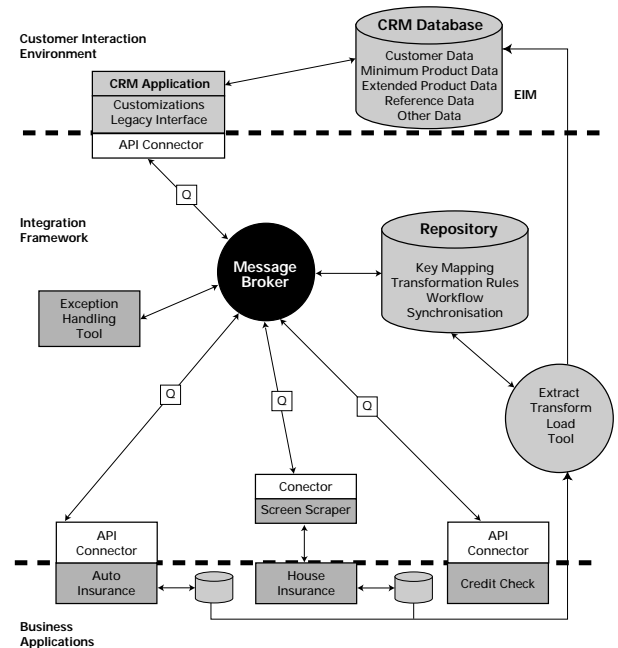 Customer Interaction
Environment
CRM Database
Customer Data
Minimum Product Data
Extended Product Data
Reference Data
Other Data
EIM
CRM Application
Customizations
Legacy Interface
API Connector
Q
Integration
Framework
Message
Broker
Repository
Key Mapping
Transformation Rules
Workflow
Synchronisation
Exception
Handling
Tool
Extract
Transform
Load
Tool
Q
Q
Q
Conector
Screen Scraper
API
Connector
API
Connector
Auto
Insurance
House
Insurance
Credit Check
Business
Applications